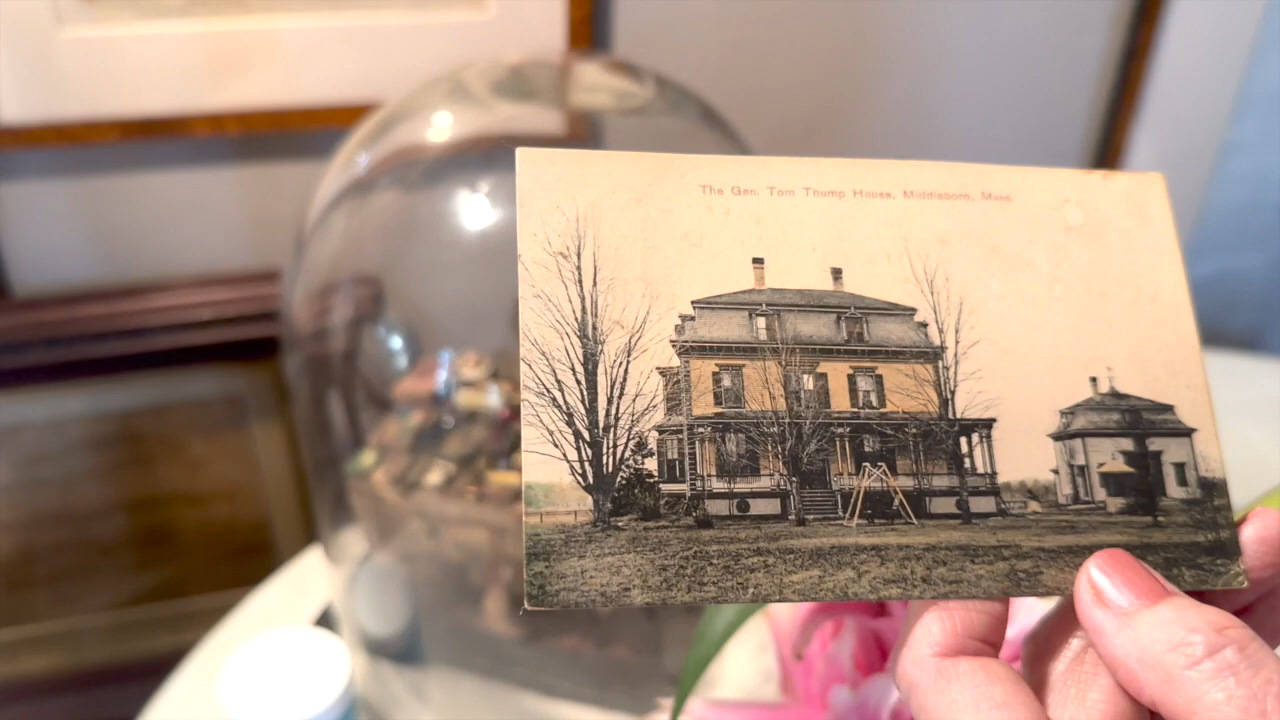 The Gen. Tom Thump House, Middleboro, Mass.